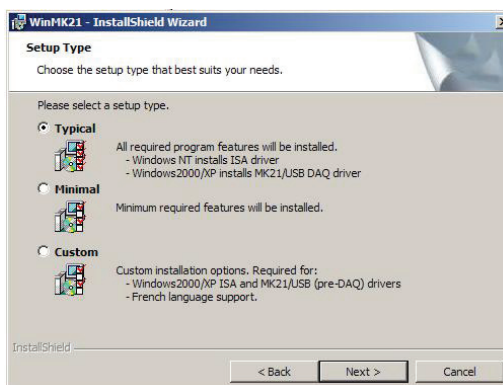 WinMK21 - InstallShield Wizard
Setup Type
Choose the setup type that best suits your needs.
Please select a setup type.
Typical
All required program features will be installed.
- Windows NT installs ISA driver
- Windows2000/XP installs MK21/USB DAQ driver
Minimal
Minimum required features will be installed.
Custom
Custom installation options. Required for:
- Windows2000/XP ISA and MK21/USB (pre-DAQ) drivers
- French language support.
InstallShield
< Back Next > Cancel